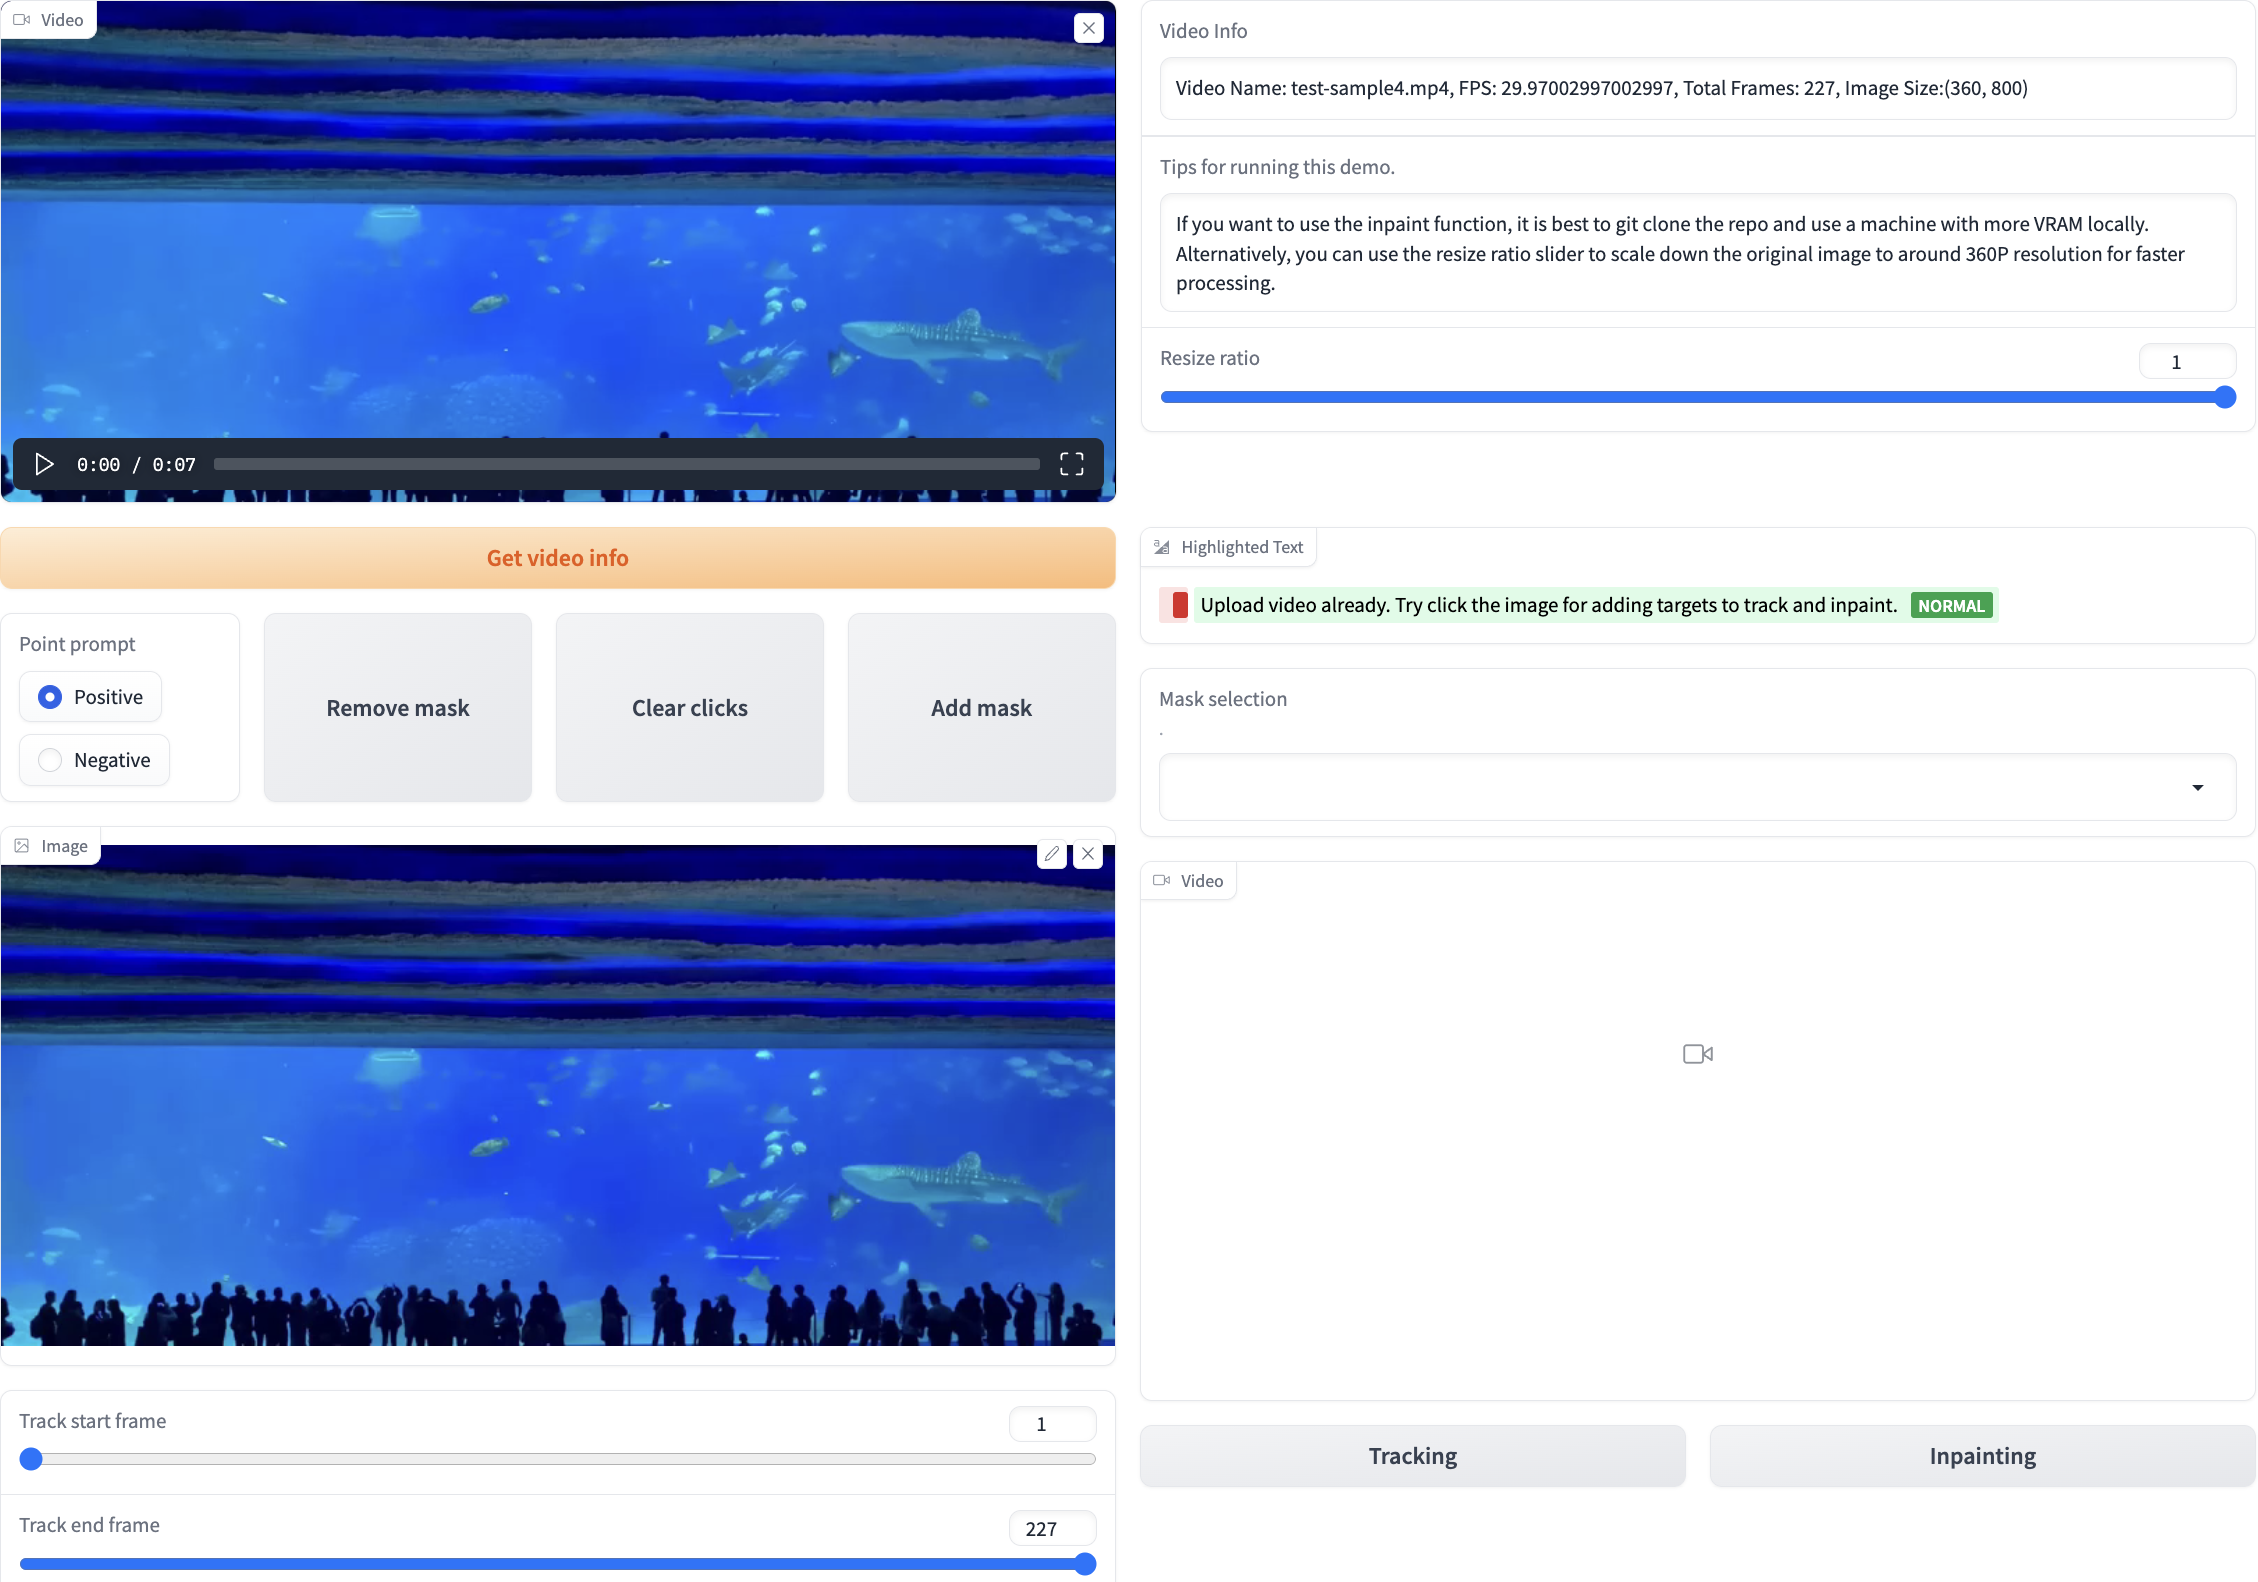 Video
0:00 / 0:07
Get video info
Point prompt
Positive
Negative
Remove mask
Clear clicks
Add mask
Image
Track start frame
1
Track end frame
227
Video Info
Video Name: test-sample4.mp4, FPS: 29.97002997002997, Total Frames: 227, Image Size:(360, 800)
Tips for running this demo.
If you want to use the inpaint function, it is best to git clone the repo and use a machine with more VRAM locally.
Alternatively, you can use the resize ratio slider to scale down the original image to around 360P resolution for faster
processing.
Resize ratio
1
Highlighted Text
Upload video already. Try click the image for adding targets to track and inpaint. NORMAL
Mask selection
.
Video
Tracking
Inpainting